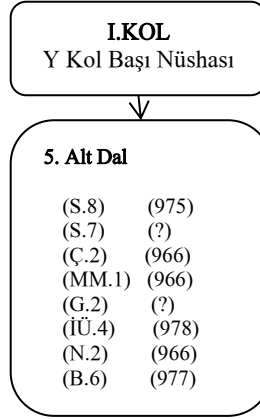 I.KOL
Y Kol Başı Nüshası
5. Alt Dal
(S.8) (975)
(S.7) (?)
(Ç.2) (966)
(MM.1) (966)
(G.2) (?)
(İÜ.4) (978)
(N.2) (966)
(B.6) (977)